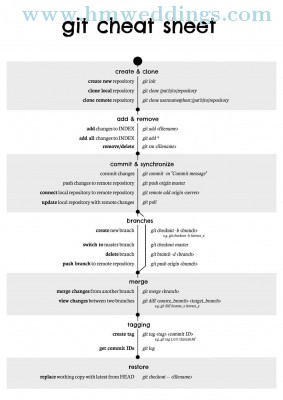 www.hmweddings.com
git cheat sheet
create & clone
create new repository git init
clone local repository git clone /path/to/repository
clone remote repository git clone username@host:/path/to/repository
add & remove
add changes to INDEX git add <filename>
add all changes to INDEX git add *
remove/delete git rm <filename>
commit & synchronize
commit changes git commit -m "Commit message"
push changes to remote repository git push origin master
connect local repository to remote repository git remote add origin <server>
update local repository with remote changes git pull
branches
create new branch git checkout -b <branch>
e.g. git checkout -b feature_x
switch to master branch git checkout master
delete branch git branch -d <branch>
push branch to remote repository git push origin <branch>
merge
merge changes from another branch git merge <branch>
view changes between two branches git diff <source_branch> <target_branch>
e.g. git diff feature_x feature_y
tagging
create tag git tag <tag> <commit ID>
e.g. git tag 1.0.0
get commit IDs git log
restore
replace working copy with latest from HEAD git checkout -- <filename>